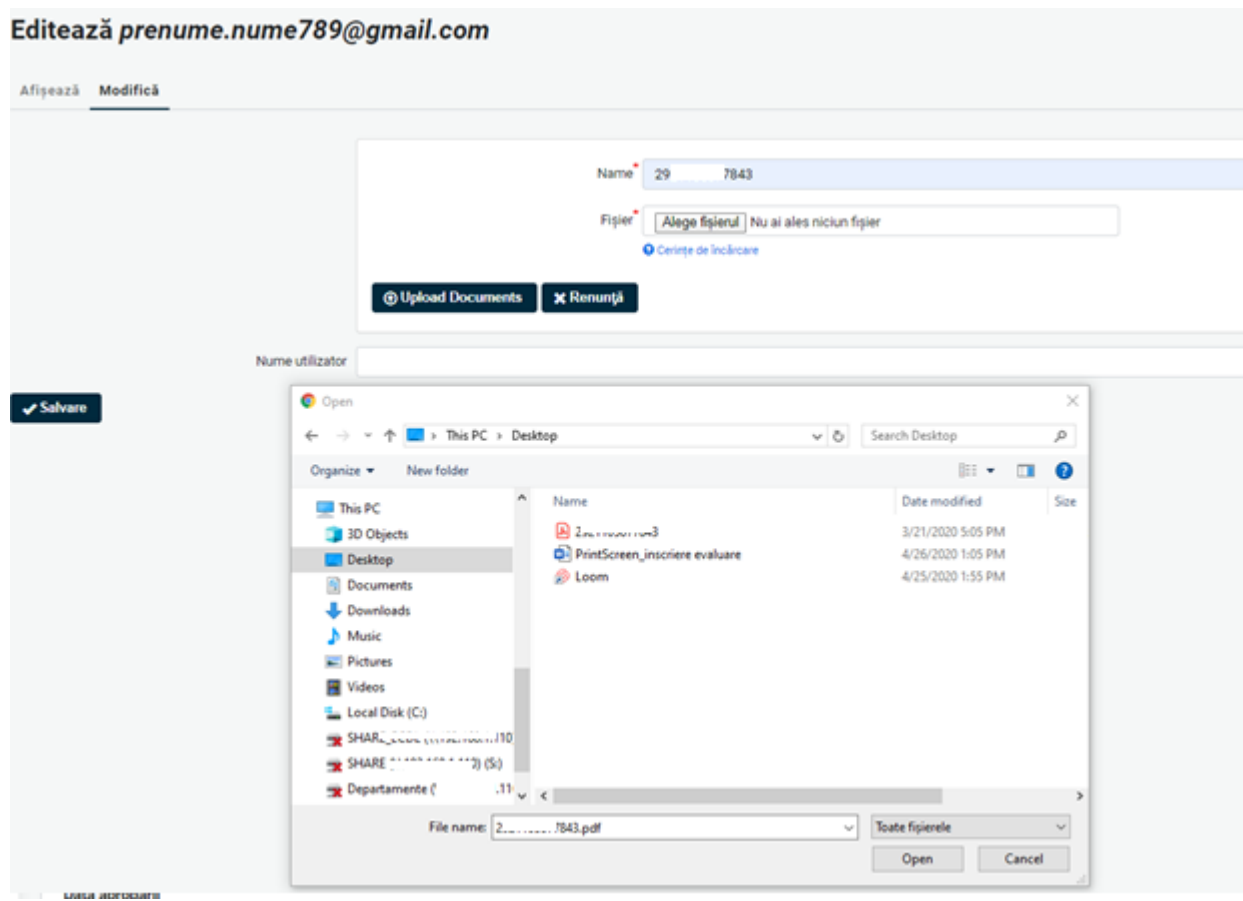 Editează prenume.nume789@gmail.com
Afișează Modifică
Name* 29 7843
Fișier* Alege fișierul Nu ai ales niciun fișier
Cerințe de încărcare
Upload Documents Renunţă
Nume utilizator
Salvare
Open
This PC > Desktop
Search Desktop
Organize New folder
Name Date modified Size
This PC
3D Objects
Desktop
Documents
Downloads
Music
Pictures
Videos
Local Disk (C:)
SHARE
SHARE (S:)
Departamente (
3/21/2020 5:05 PM
PrintScreen_inscriere evaluare 4/26/2020 1:05 PM
Loom 4/25/2020 1:55 PM
File name: 7843.pdf
Toate fișierele
Open Cancel